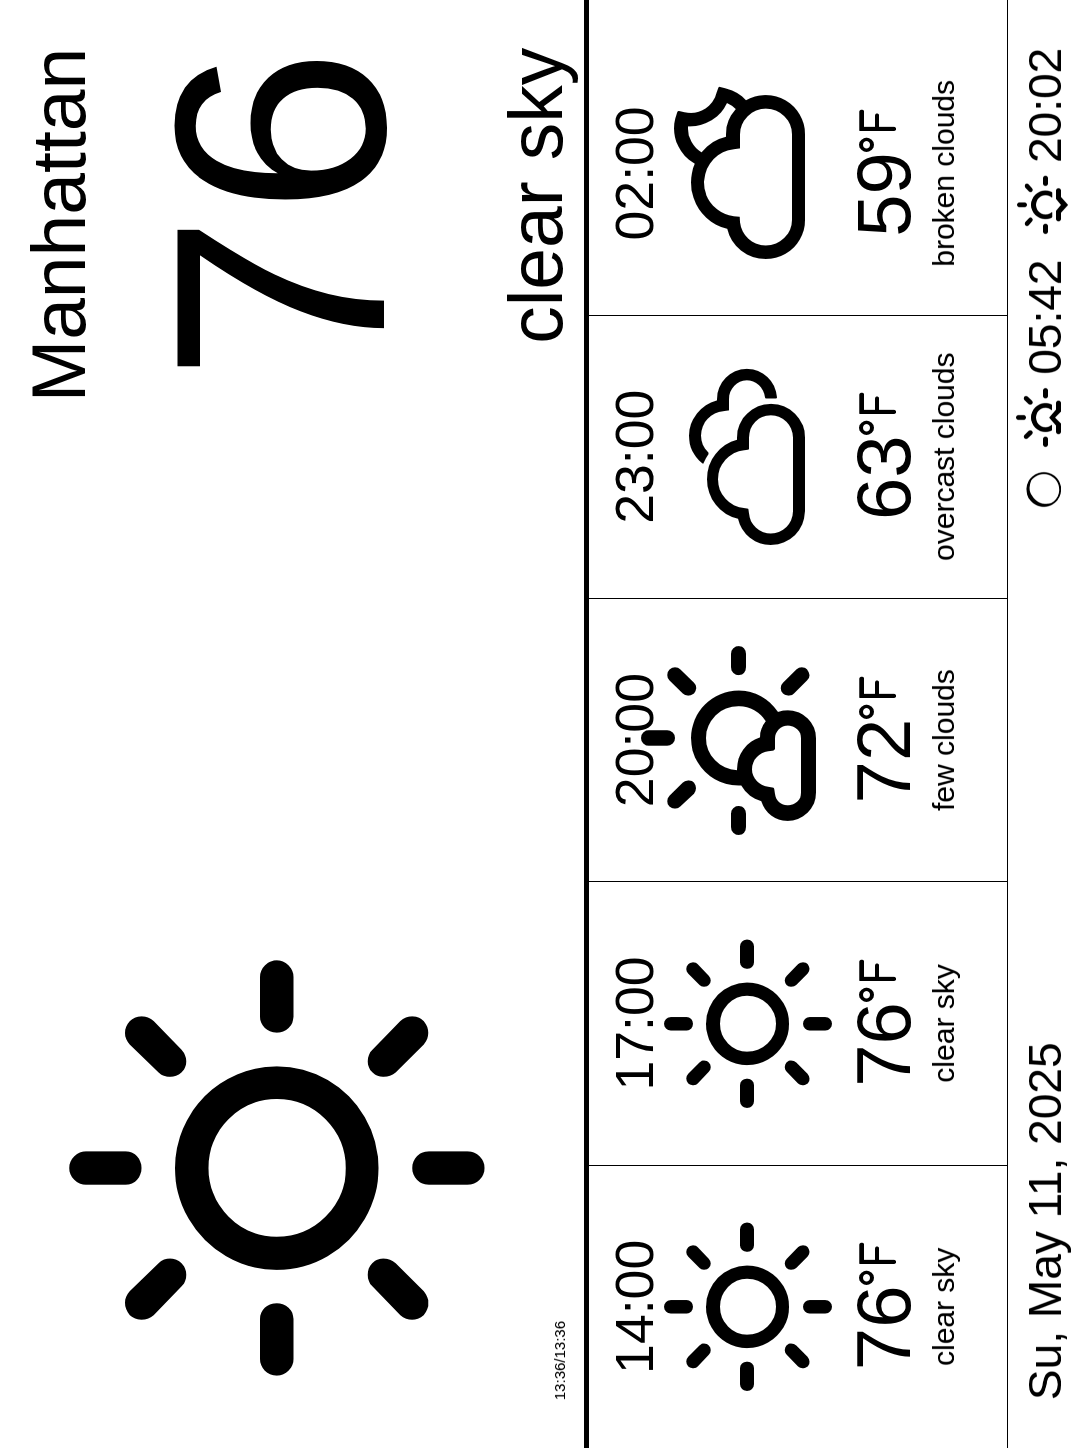 Manhattan
76
clear sky
13:36/13:36
14:00
76°F
clear sky
17:00
76°F
clear sky
20:00
72°F
few clouds
23:00
63°F
overcast clouds
02:00
59°F
broken clouds
Su, May 11, 2025
05:42
20:02